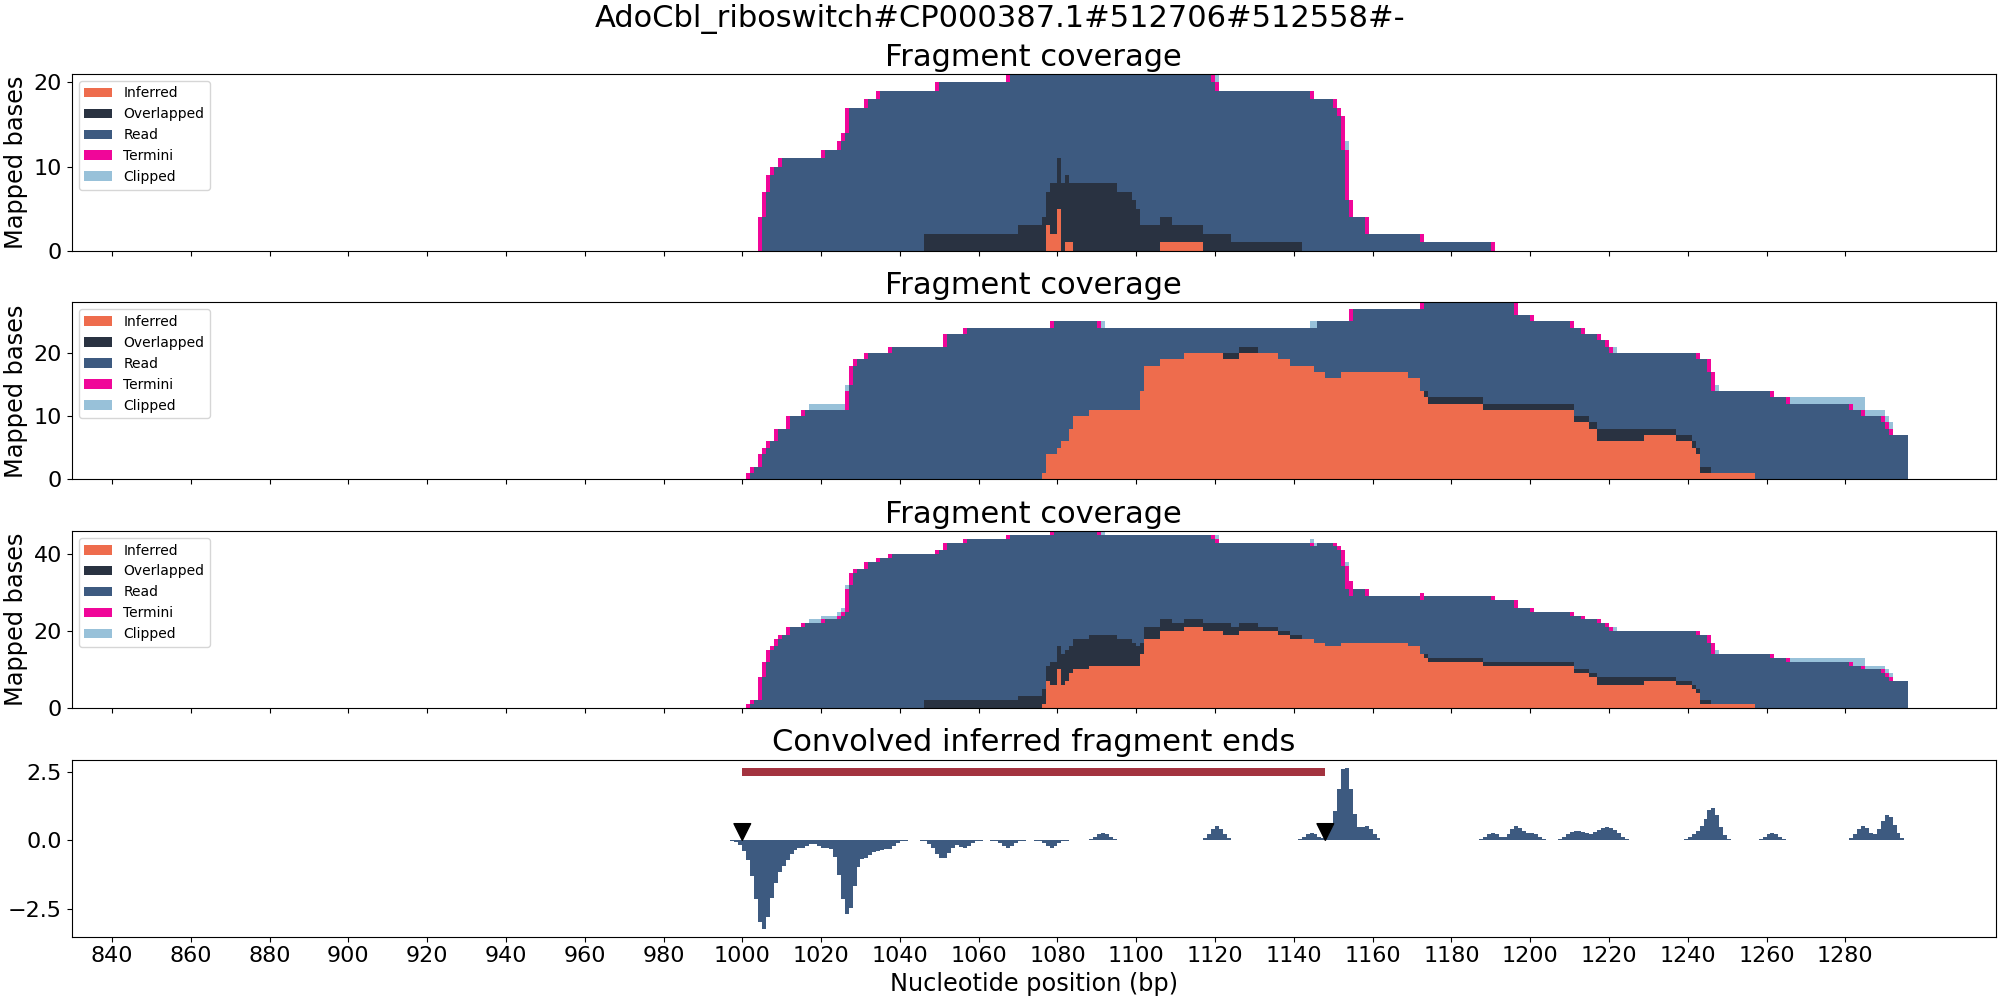 AdoCbl_riboswitch#CP000387.1#512706#512558#-
Fragment coverage
Mapped bases
20
10
0
Inferred
Overlapped
Read
Termini
Clipped
Fragment coverage
Mapped bases
20
10
0
Inferred
Overlapped
Read
Termini
Clipped
Fragment coverage
Mapped bases
40
20
0
Inferred
Overlapped
Read
Termini
Clipped
Convolved inferred fragment ends
2.5
0.0
−2.5
840 860 880 900 920 940 960 980 1000 1020 1040 1060 1080 1100 1120 1140 1160 1180 1200 1220 1240 1260 1280
Nucleotide position (bp)